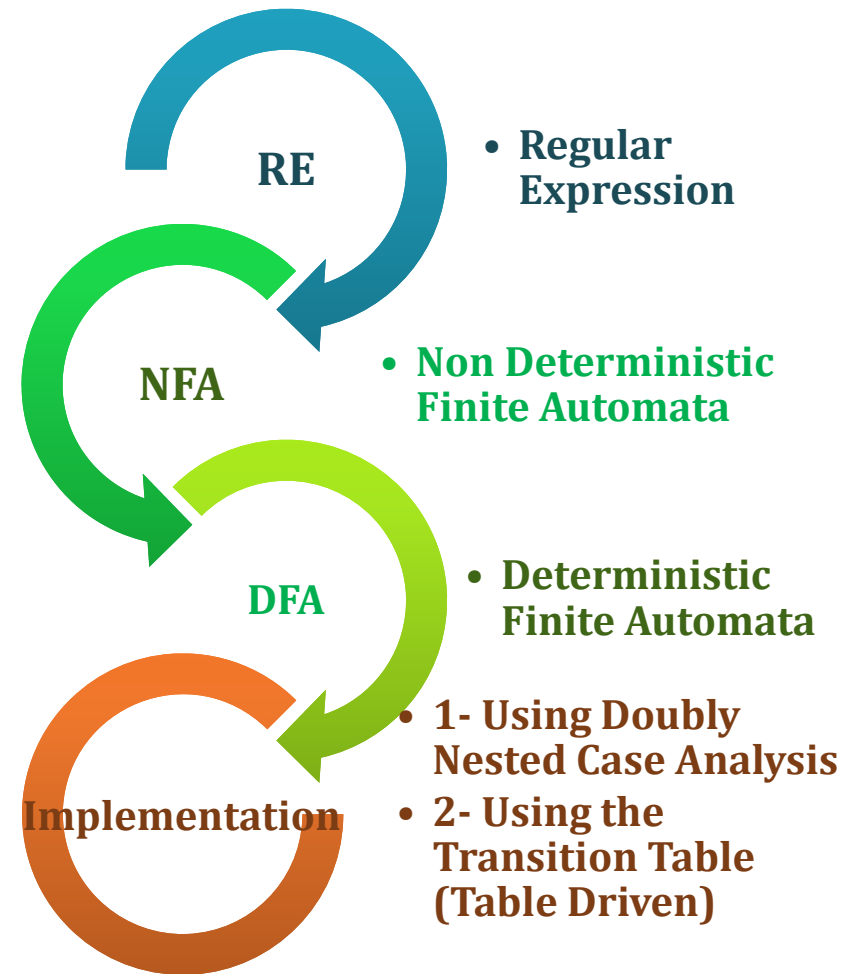 RE
• Regular
Expression
NFA
• Non Deterministic
Finite Automata
DFA
• Deterministic
Finite Automata
Implementation
• 1- Using Doubly
Nested Case Analysis
• 2- Using the
Transition Table
(Table Driven)